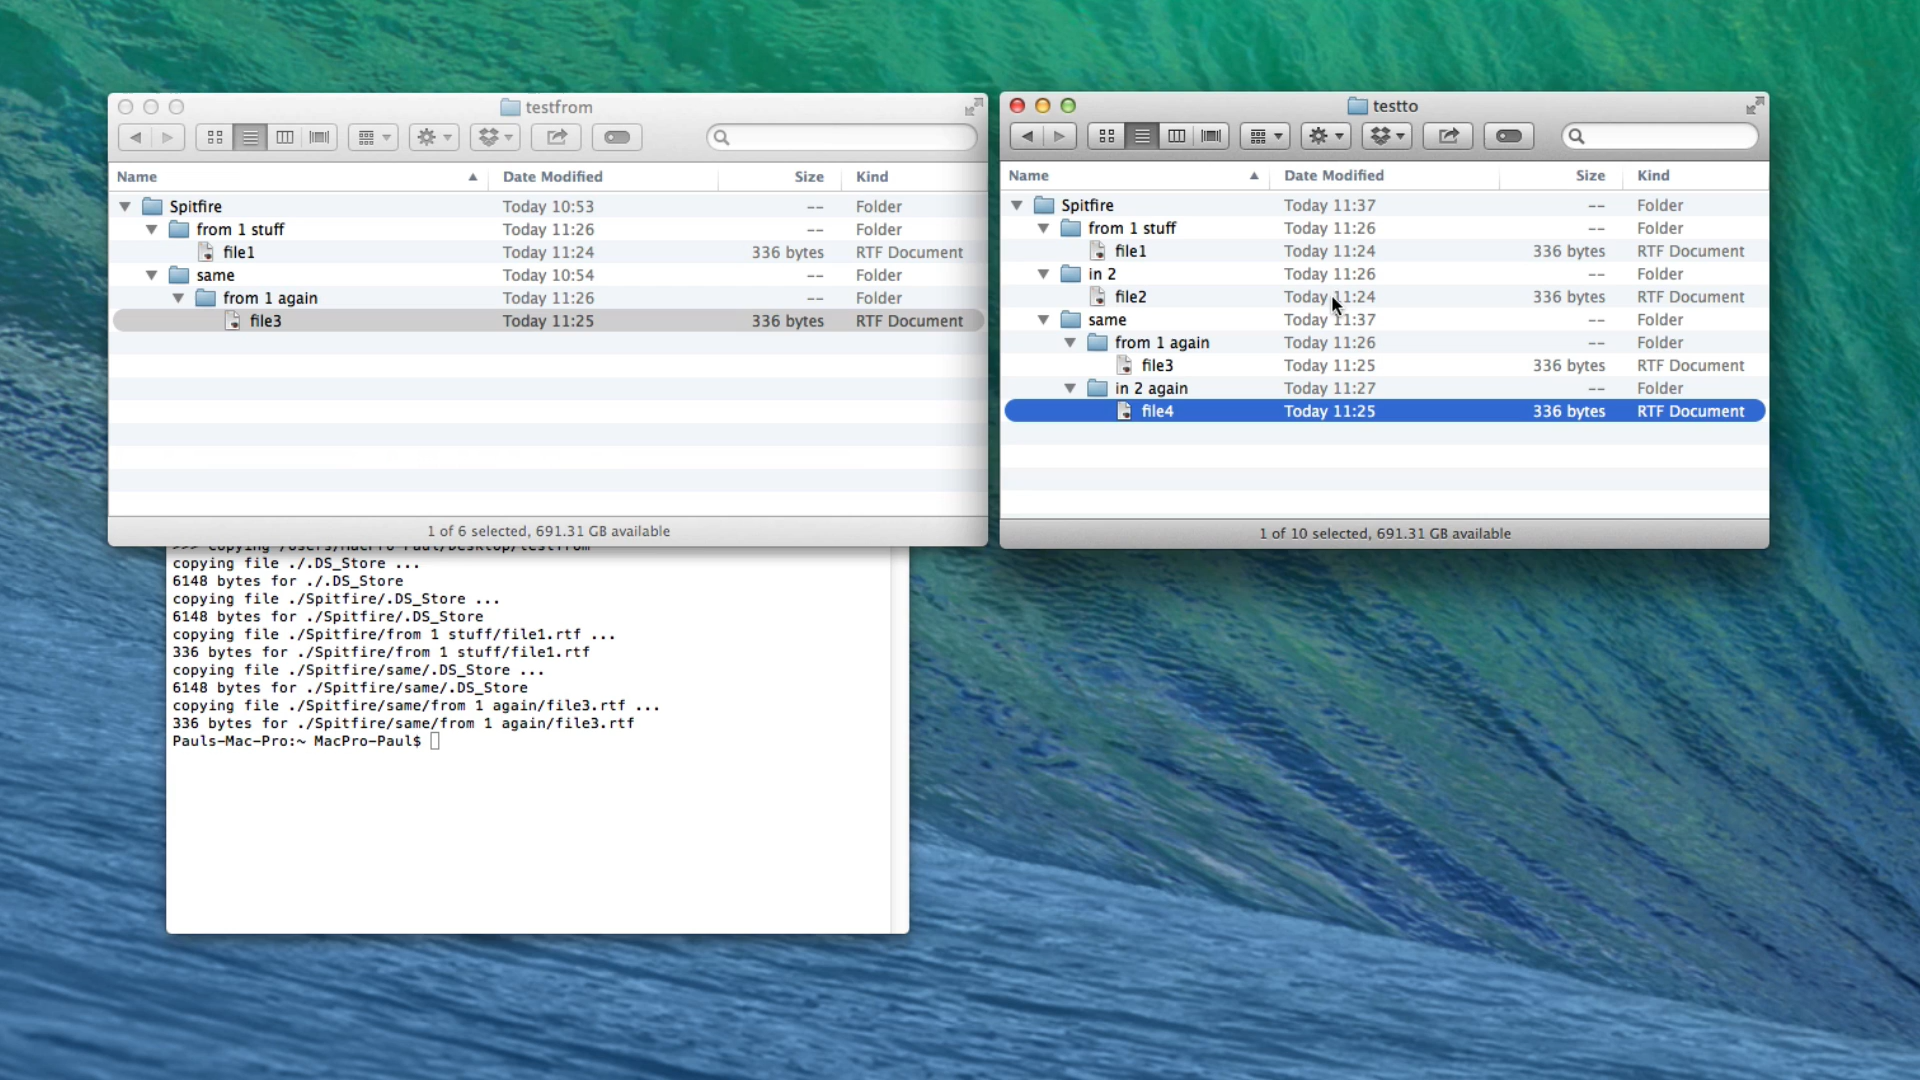 testfrom
Name Date Modified Size Kind
Spitfire Today 10:53 -- Folder
from 1 stuff Today 11:26 -- Folder
file1 Today 11:24 336 bytes RTF Document
same Today 10:54 -- Folder
from 1 again Today 11:26 -- Folder
file3 Today 11:25 336 bytes RTF Document
1 of 6 selected, 691.31 GB available
testto
Name Date Modified Size Kind
Spitfire Today 11:37 -- Folder
from 1 stuff Today 11:26 -- Folder
file1 Today 11:24 336 bytes RTF Document
in 2 Today 11:26 -- Folder
file2 Today 11:24 336 bytes RTF Document
same Today 11:37 -- Folder
from 1 again Today 11:26 -- Folder
file3 Today 11:25 336 bytes RTF Document
in 2 again Today 11:27 -- Folder
file4 Today 11:25 336 bytes RTF Document
1 of 10 selected, 691.31 GB available
>>> Copying /Users/MacPro-Paul/Desktop/testfrom
copying file ./.DS_Store ...
6148 bytes for ./.DS_Store
copying file ./Spitfire/.DS_Store ...
6148 bytes for ./Spitfire/.DS_Store
copying file ./Spitfire/from 1 stuff/file1.rtf ...
336 bytes for ./Spitfire/from 1 stuff/file1.rtf
copying file ./Spitfire/same/.DS_Store ...
6148 bytes for ./Spitfire/same/.DS_Store
copying file ./Spitfire/same/from 1 again/file3.rtf ...
336 bytes for ./Spitfire/same/from 1 again/file3.rtf
Pauls-Mac-Pro:~ MacPro-Paul$